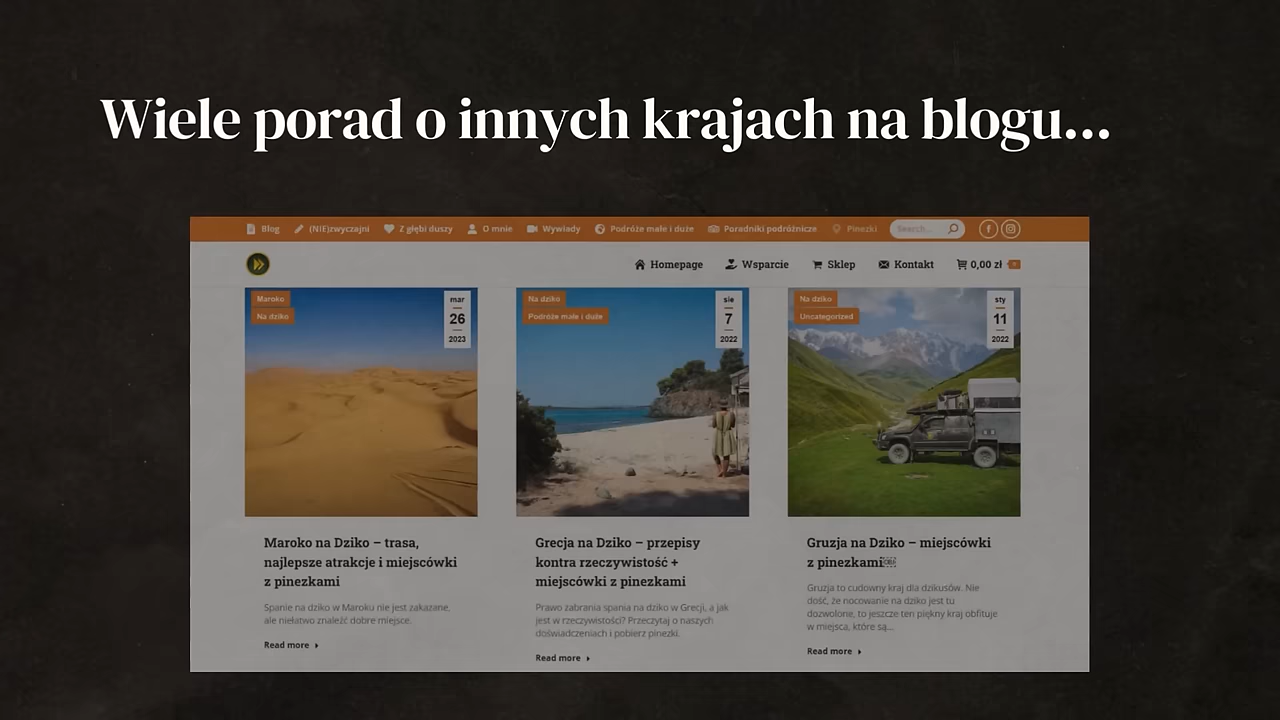 Wiele porad o innych krajach na blogu...
Blog (NIE)zwyczajni Z głębi duszy O mnie Wywiady Podróże małe i duże Poradniki podróżnicze Pinezki Search...
Homepage Wsparcie Sklep Kontakt 0,00 zł
Maroko
Na dziko
mar
26
2023
Maroko na Dziko – trasa,
najlepsze atrakcje i miejscówki
z pinezkami
Spanie na dziko w Maroku nie jest zakazane,
ale niełatwo znaleźć dobre miejsce.
Read more
Na dziko
Podróże małe i duże
sie
7
2022
Grecja na Dziko – przepisy
kontra rzeczywistość +
miejscówki z pinezkami
Prawo zabrania spania na dziko w Grecji, a jak
jest w rzeczywistości? Przeczytaj o naszych
doświadczeniach i pobierz pinezki.
Read more
Na dziko
Uncategorized
sty
11
2022
Gruzja na Dziko – miejscówki
z pinezkami
Gruzja to cudowny kraj dla dzikusów. Nie
dość, że nocowanie na dziko jest tu
dozwolone, to jeszcze ten piękny kraj obfituje
w miejsca, które są...
Read more